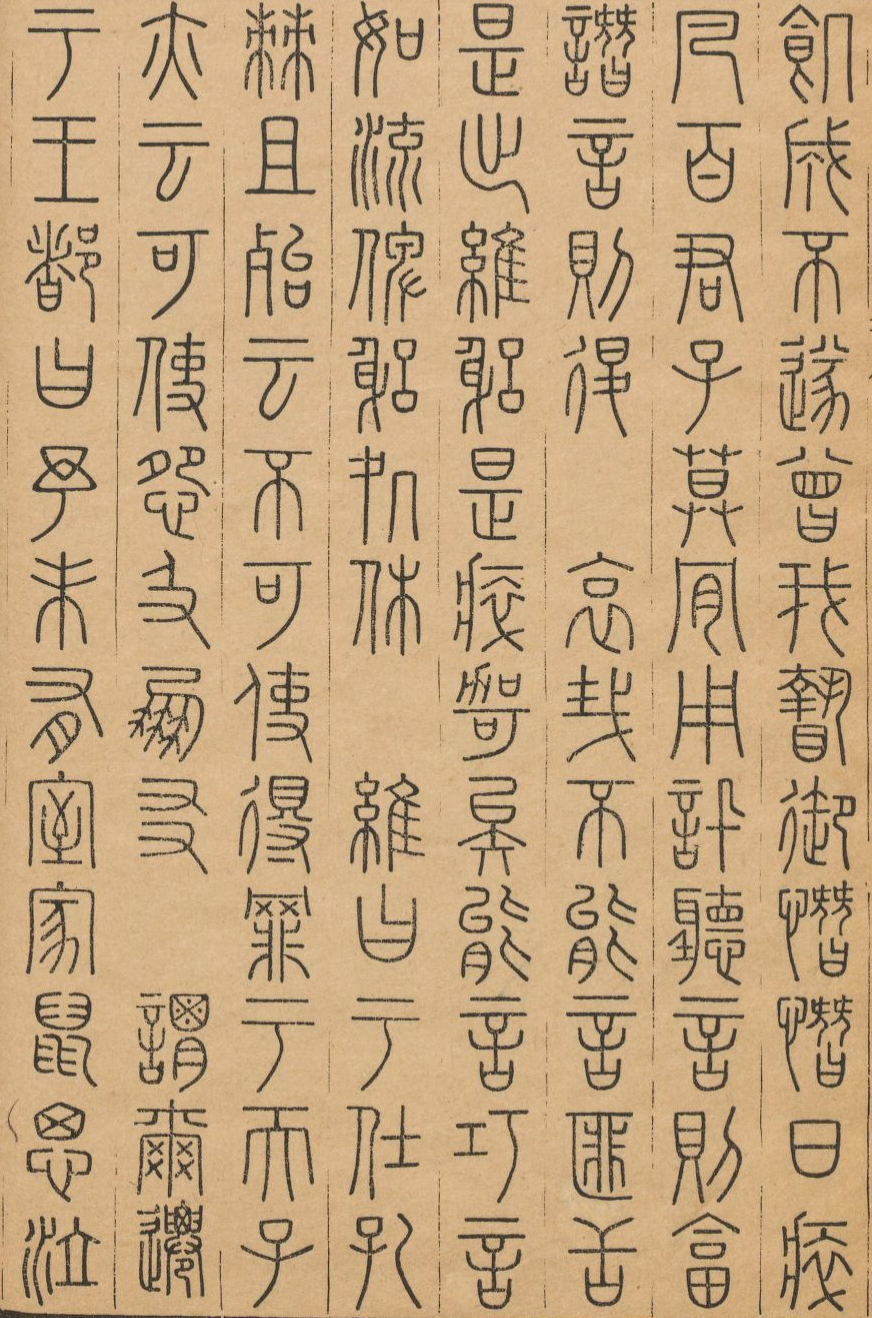 飢成不遂曾我暬御憯憯日瘁
凡百君子莫肯用訊聽言則畣
譖言則退哀哉不能言匪舌
是出維躳是瘁哿矣能言巧言
如流俾躳処休維曰于仕孔
棘且殆云不可使得罪于天子
亦云可使怨及朋友謂爾遷
于王都曰予未有室家鼠思泣